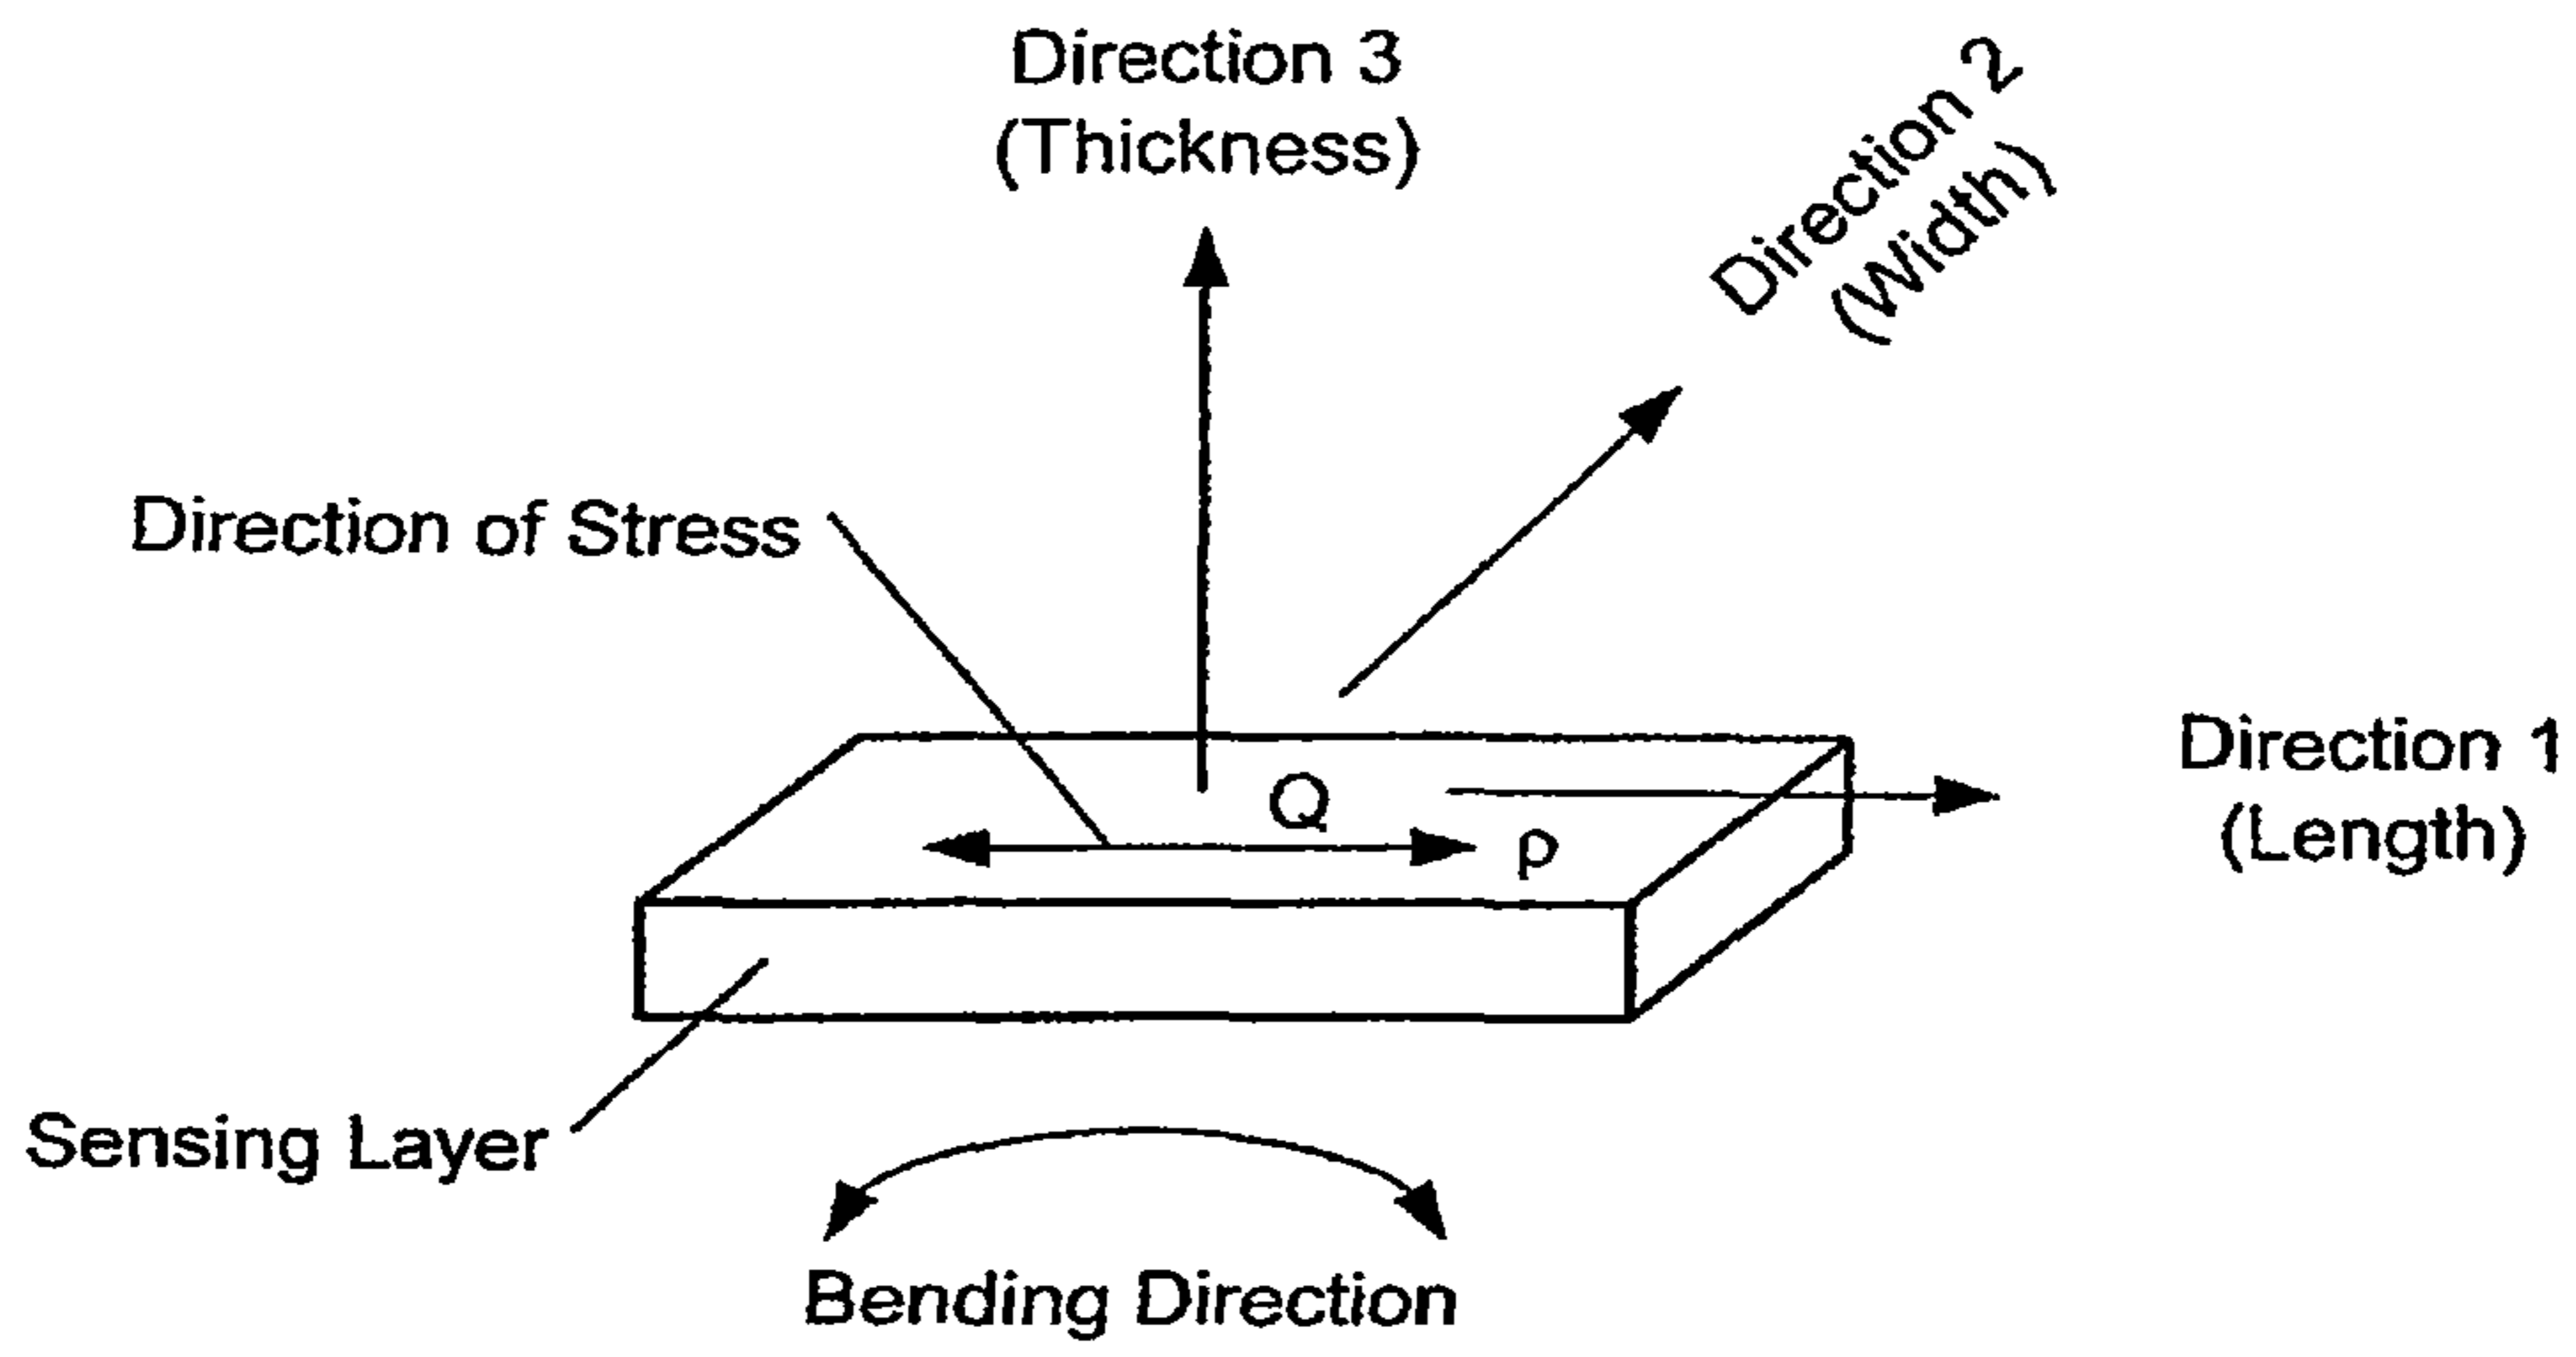 Direction 3
(Thickness)
Direction 2
(Width)
Direction of Stress
Direction 1
(Length)
Q
ρ
Sensing Layer
Bending Direction